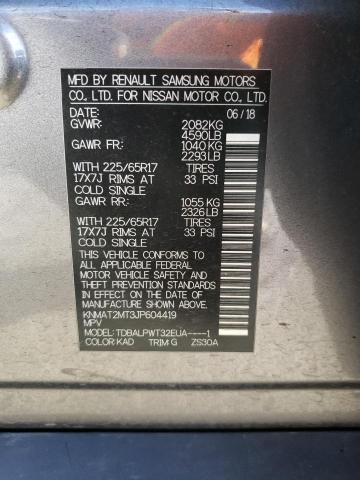 MFD BY RENAULT SAMSUNG MOTORS
CO., LTD. FOR NISSAN MOTOR CO., LTD.
DATE: 06/18
GVWR: 2082KG
4590LB
GAWR FR: 1040 KG
2293LB
WITH 225/65R17 TIRES
17X7J RIMS AT 33 PSI
COLD SINGLE
GAWR RR: 1055 KG
2326LB
WITH 225/65R17 TIRES
17X7J RIMS AT 33 PSI
COLD SINGLE
THIS VEHICLE CONFORMS TO ALL
APPLICABLE FEDERAL
MOTOR VEHICLE SAFETY AND
THEFT PREVENTION STANDARDS
IN EFFECT ON THE DATE OF
MANUFACTURE SHOWN ABOVE.
KNMAT2MT3JP604419
MPV
MODEL: TDBALPWT32EUA----1
COLOR:KAD TRIM:G ZS30A